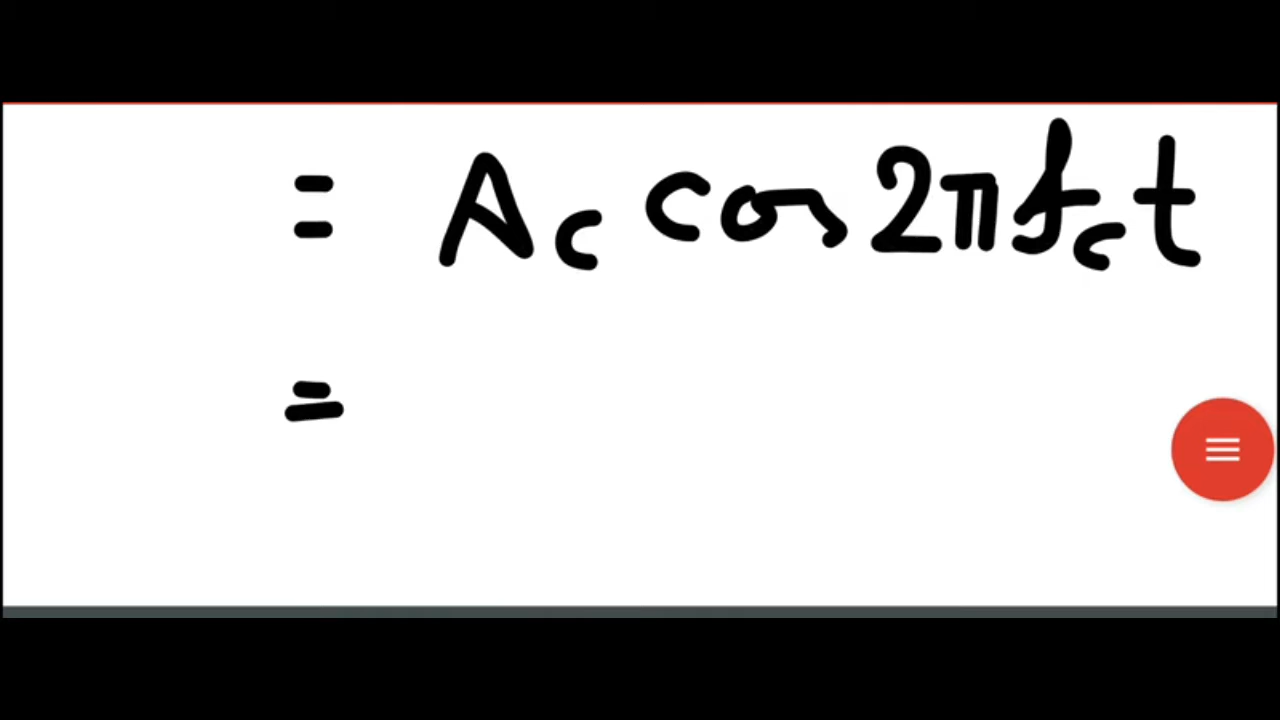 = Ac cos 2πfct
=